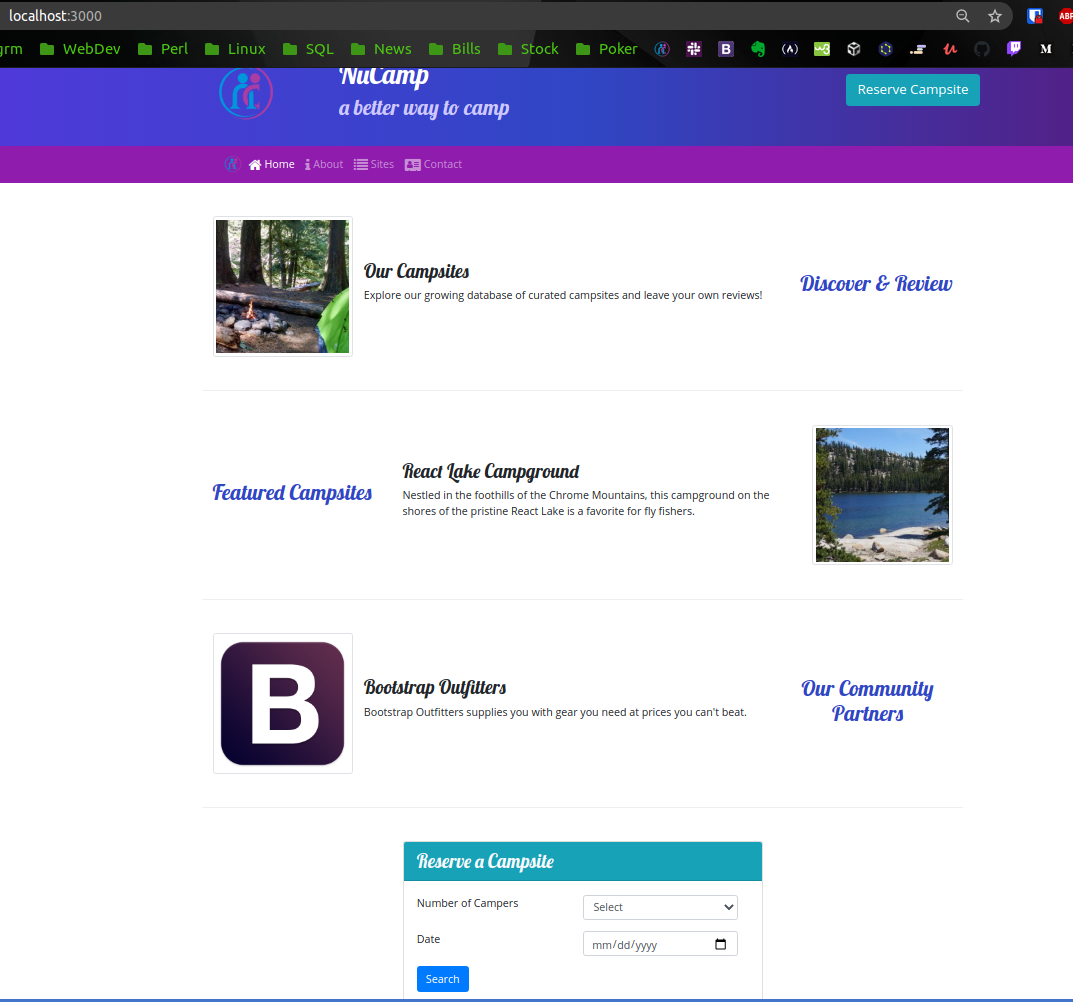 localhost:3000
grm WebDev Perl Linux SQL News Bills Stock Poker
NuCamp
a better way to camp
Reserve Campsite
Home About Sites Contact
Our Campsites
Explore our growing database of curated campsites and leave your own reviews!
Discover & Review
Featured Campsites
React Lake Campground
Nestled in the foothills of the Chrome Mountains, this campground on the
shores of the pristine React Lake is a favorite for fly fishers.
B
Bootstrap Outfitters
Bootstrap Outfitters supplies you with gear you need at prices you can't beat.
Our Community
Partners
Reserve a Campsite
Number of Campers
Select
Date
mm/dd/yyyy
Search